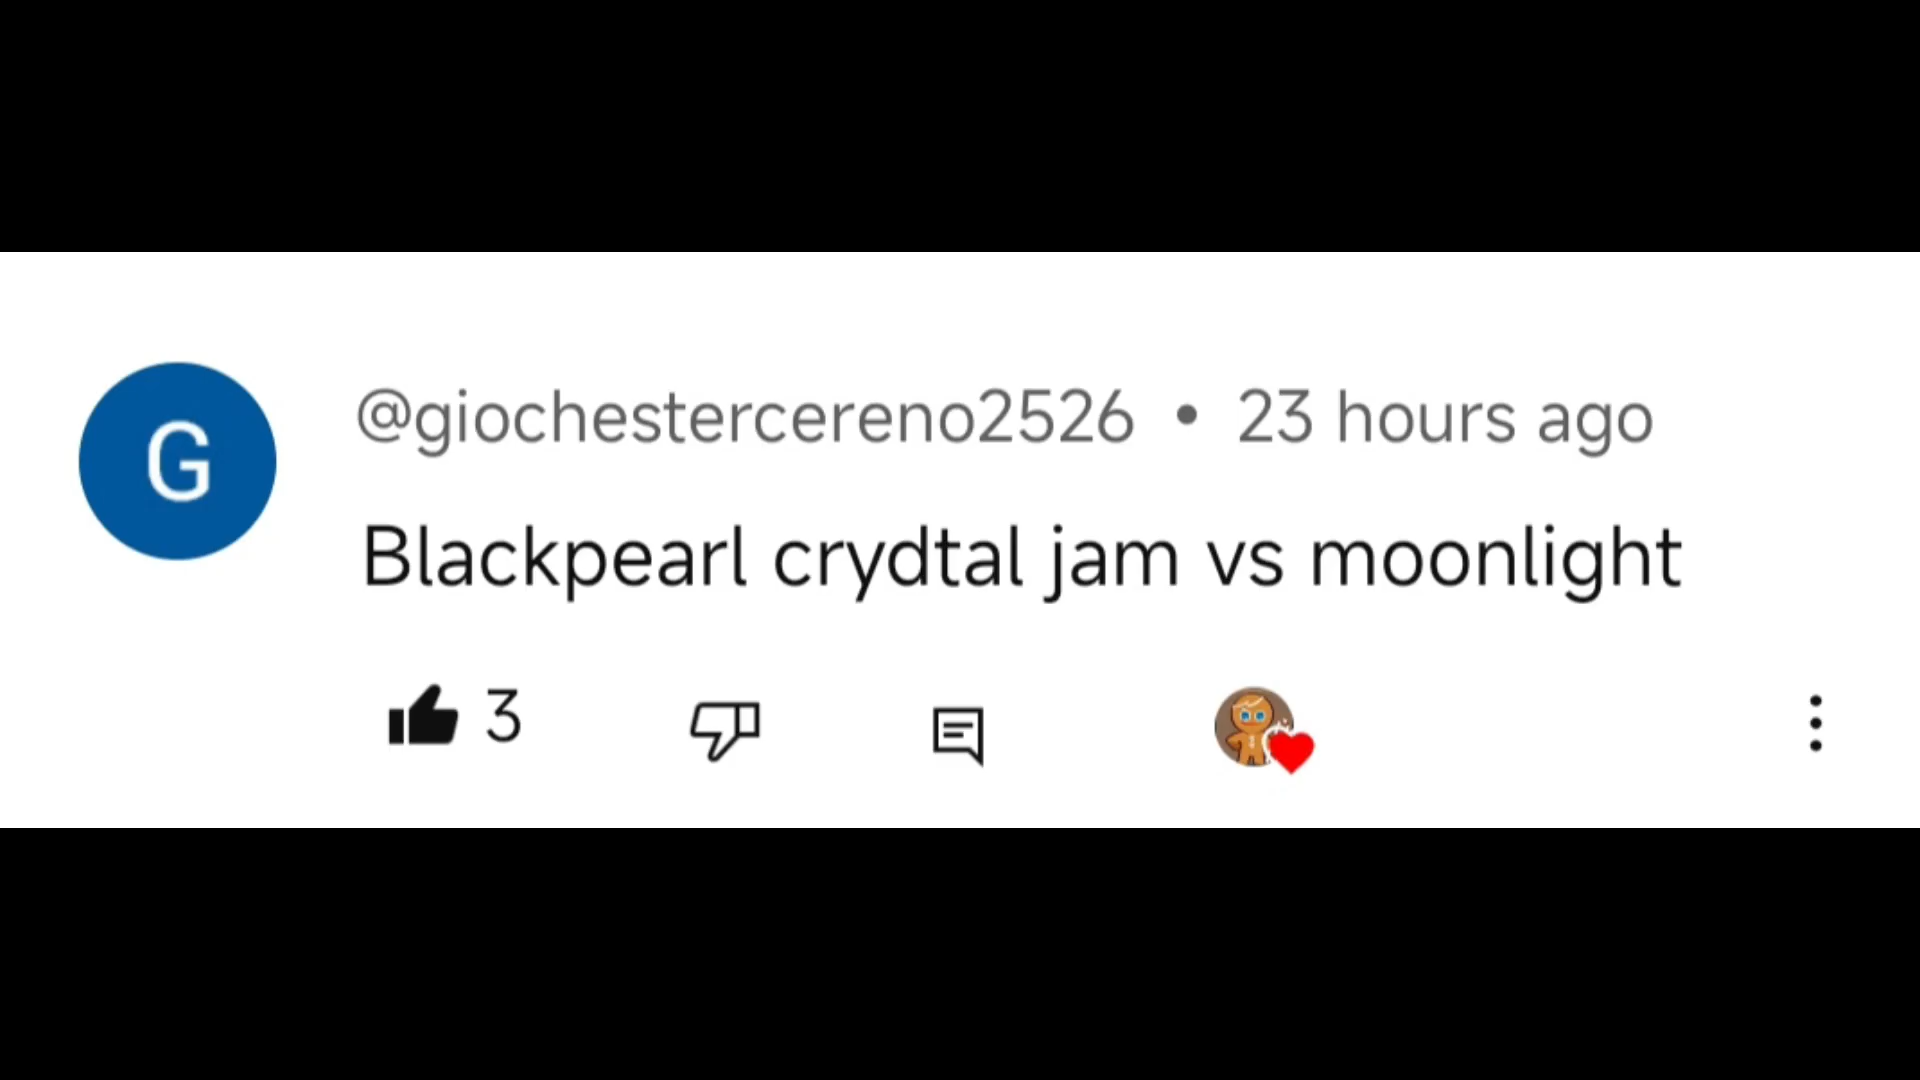 G
@giochestercereno2526 • 23 hours ago
Blackpearl crydtal jam vs moonlight
3